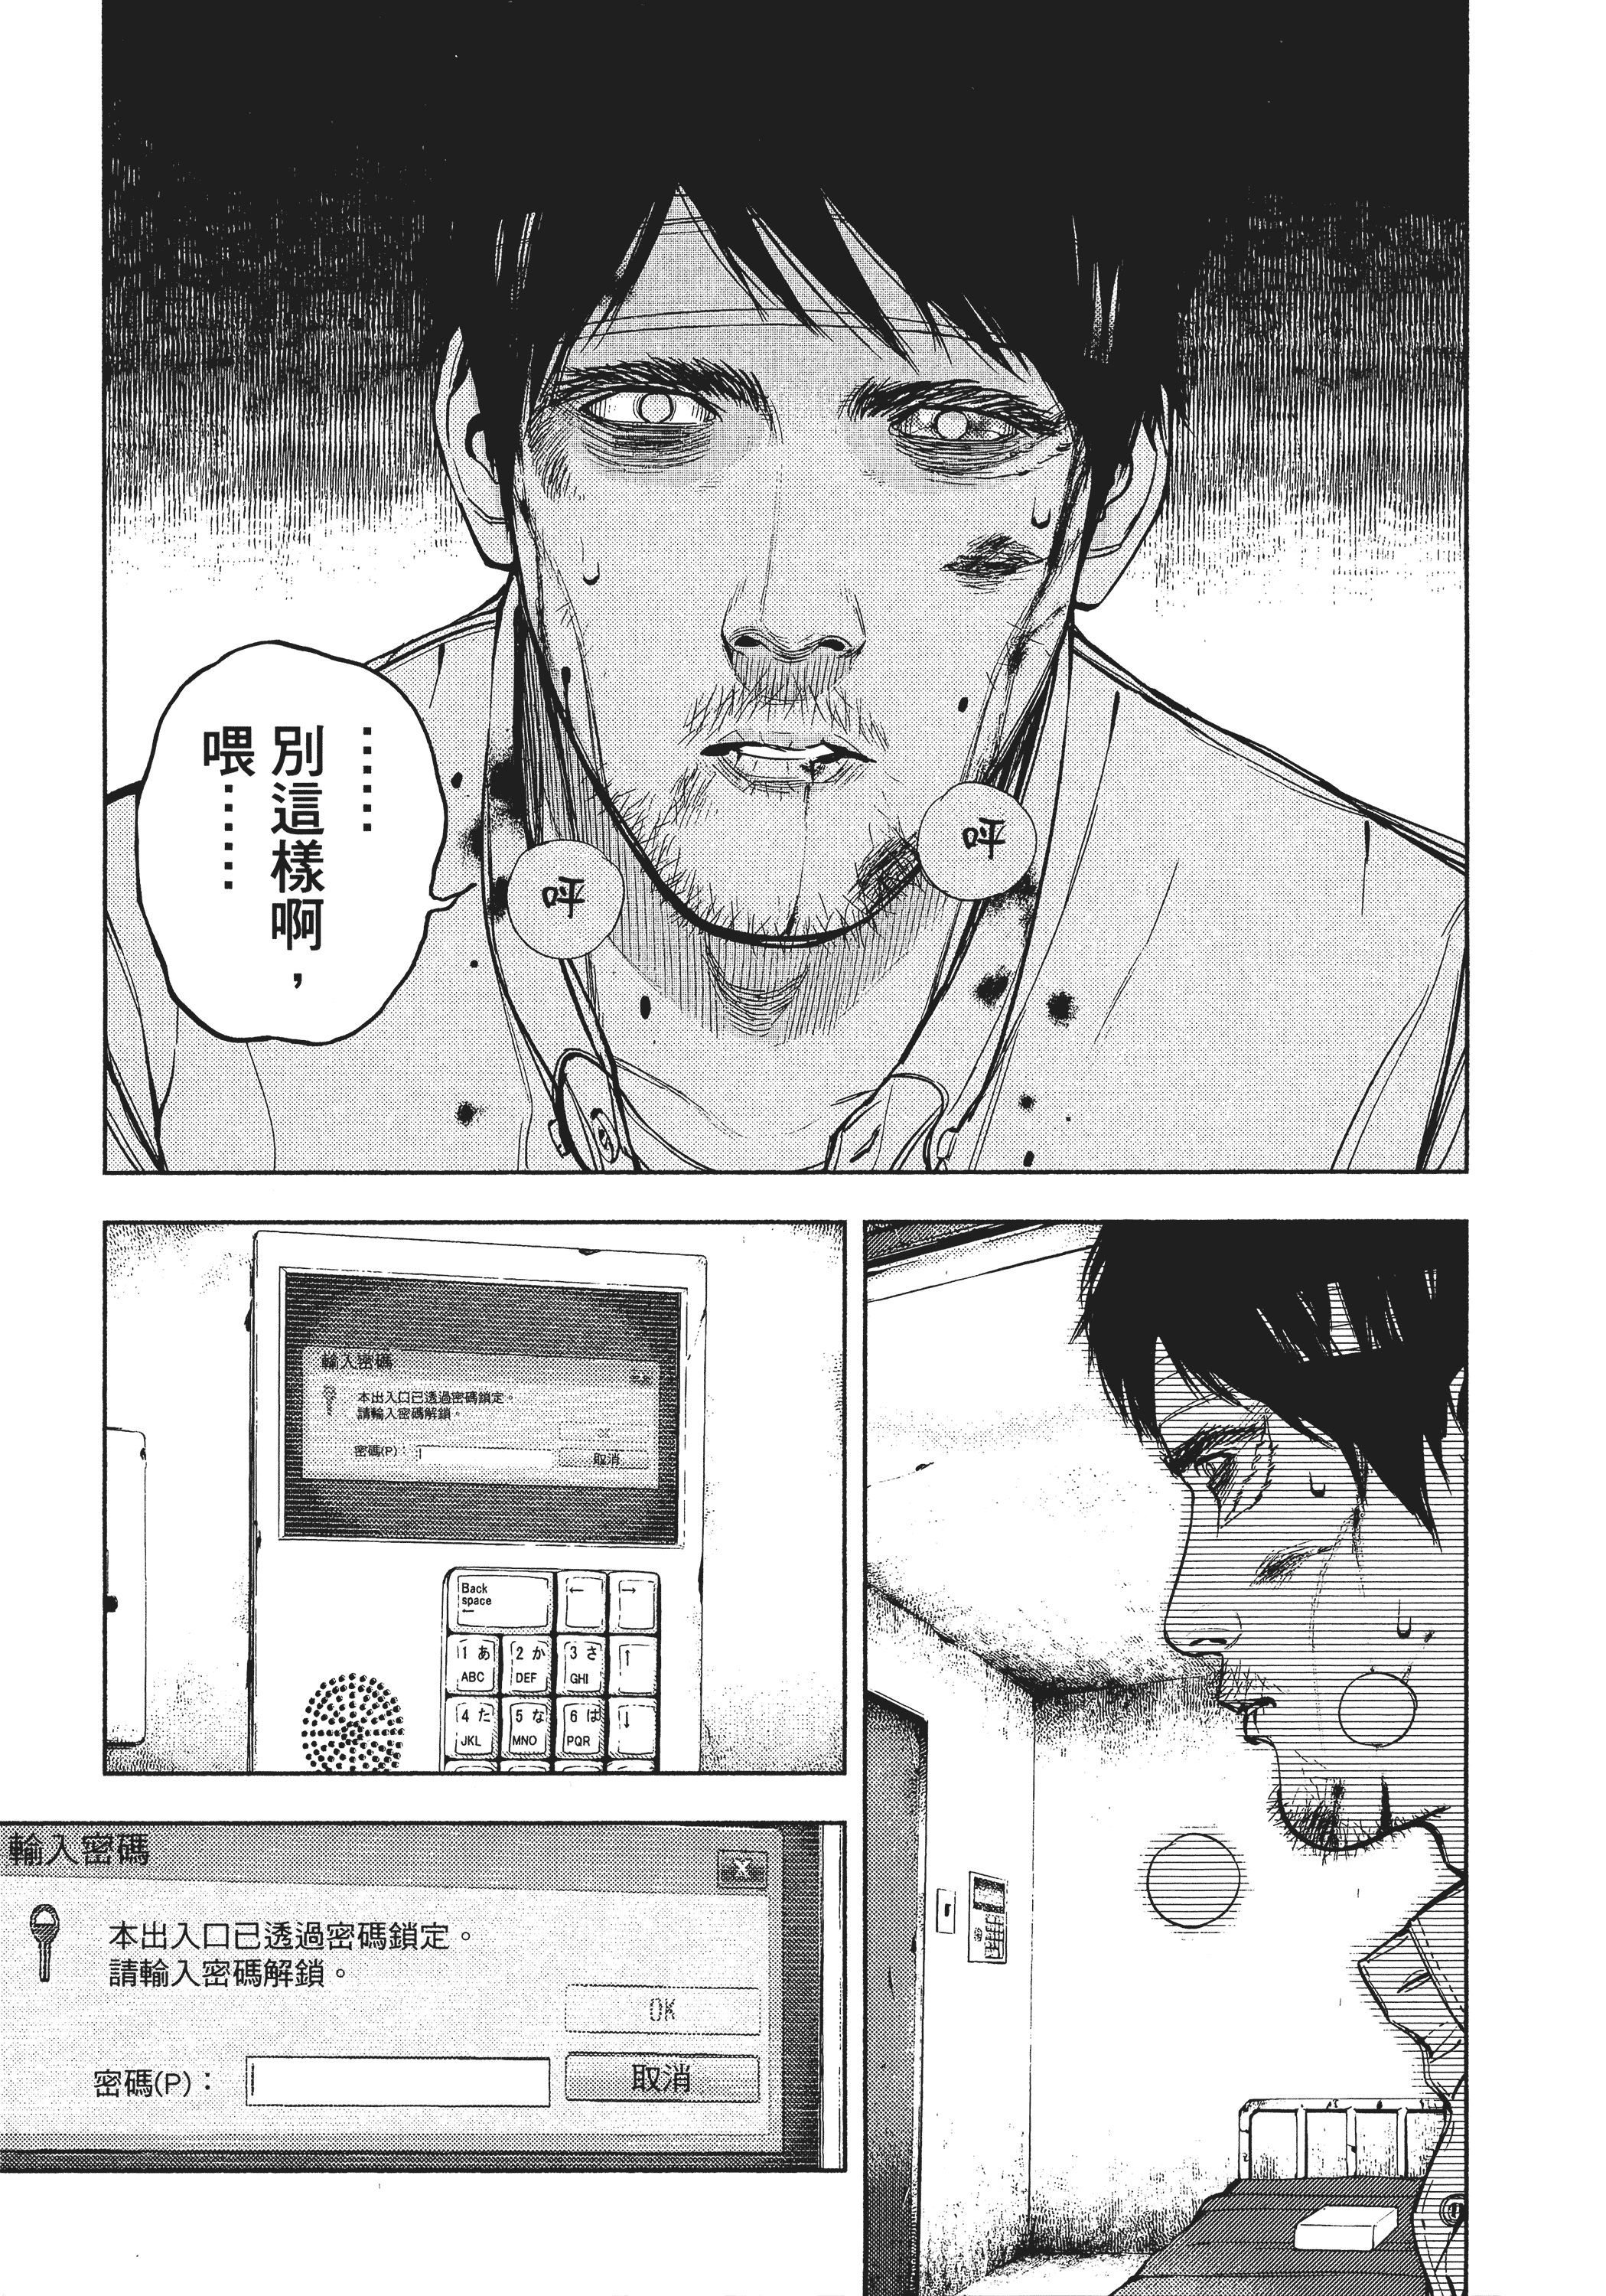 ……
別這樣啊，
喂……
呼
呼
輸入密碼
本出入口已透過密碼鎖定。
請輸入密碼解鎖。
OK
密碼(P)
取消
Back
space
←
←
→
1 あ
ABC
2 か
DEF
3 さ
GHI
↑
4 た
JKL
5 な
MNO
6 は
PQR
↓
輸入密碼
X
本出入口已透過密碼鎖定。
請輸入密碼解鎖。
OK
密碼(P)：
取消